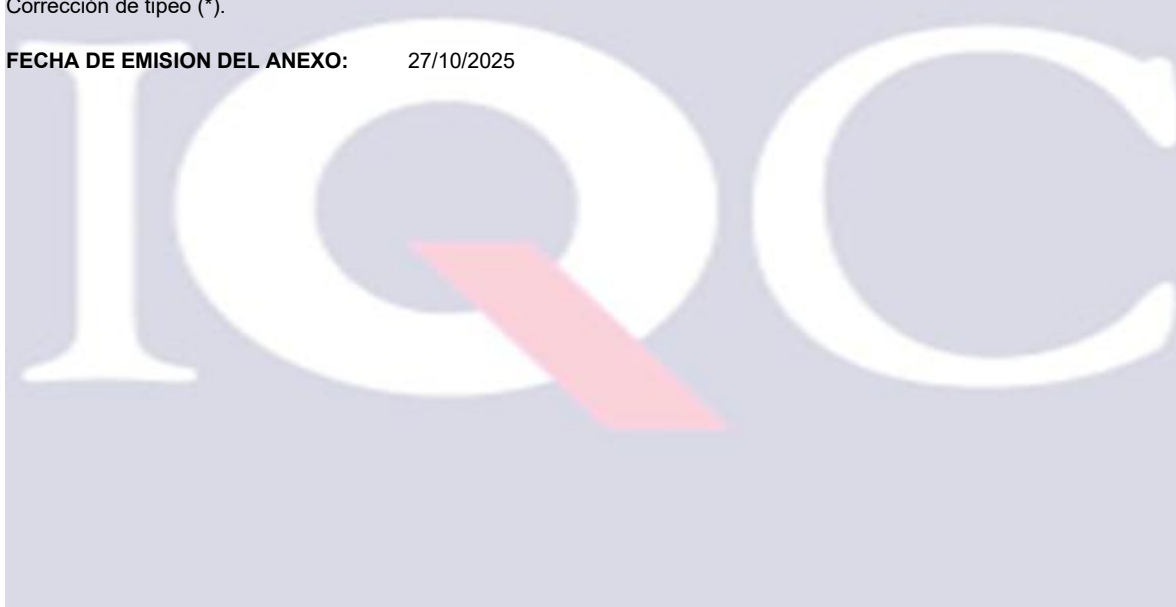 Corrección de tipeo (*).
FECHA DE EMISION DEL ANEXO: 27/10/2025
IQC